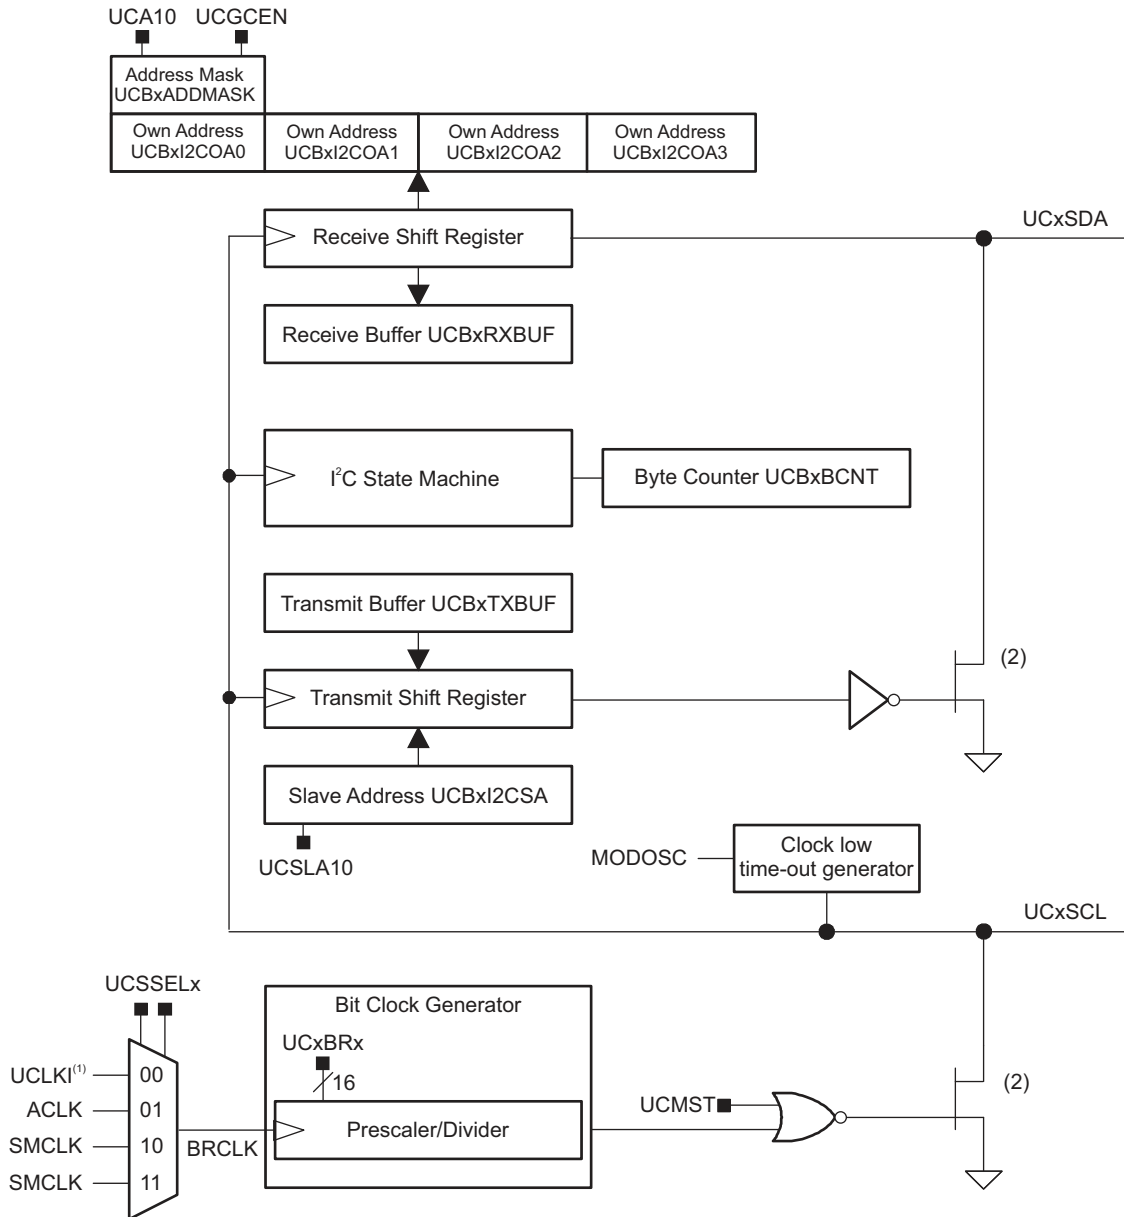 UCA10 UCGCEN
Address Mask
UCBxADDMASK
Own Address
UCBxI2COA0
Own Address
UCBxI2COA1
Own Address
UCBxI2COA2
Own Address
UCBxI2COA3
Receive Shift Register
UCxSDA
Receive Buffer UCBxRXBUF
I²C State Machine
Byte Counter UCBxBCNT
Transmit Buffer UCBxTXBUF
(2)
Transmit Shift Register
Slave Address UCBxI2CSA
UCSLA10
MODOSC
Clock low
time-out generator
UCxSCL
UCSSELx
Bit Clock Generator
UCxBRx
16
UCLKI⁽¹⁾ 00
ACLK 01
SMCLK 10
SMCLK 11
BRCLK
Prescaler/Divider
UCMST
(2)